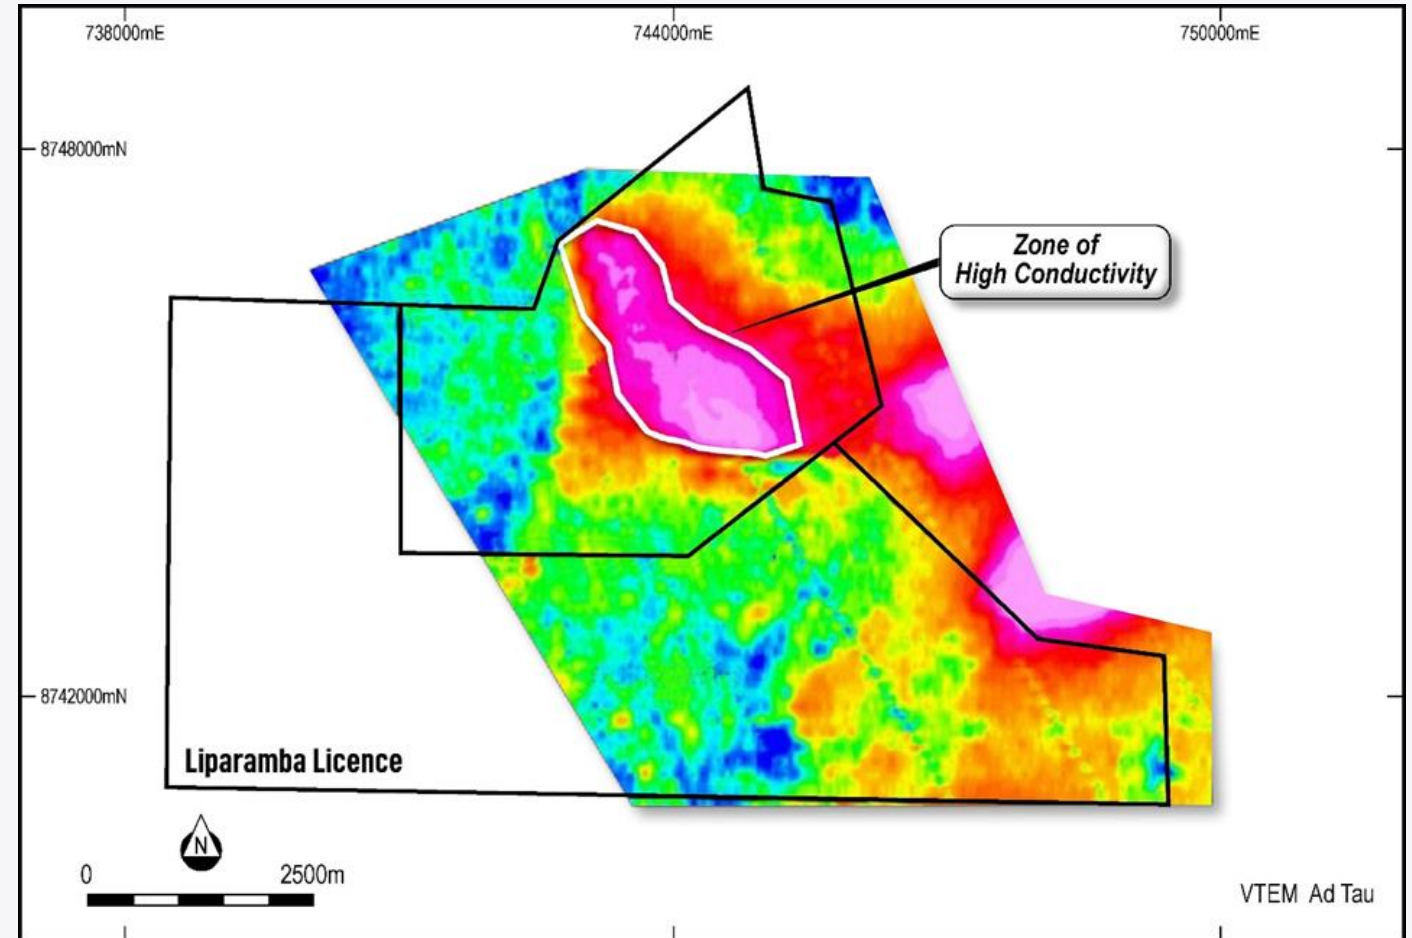 738000mE
744000mE
750000mE
8748000mN
Zone of
High Conductivity
8742000mN
Liparamba Licence
N
0
2500m
VTEM Ad Tau